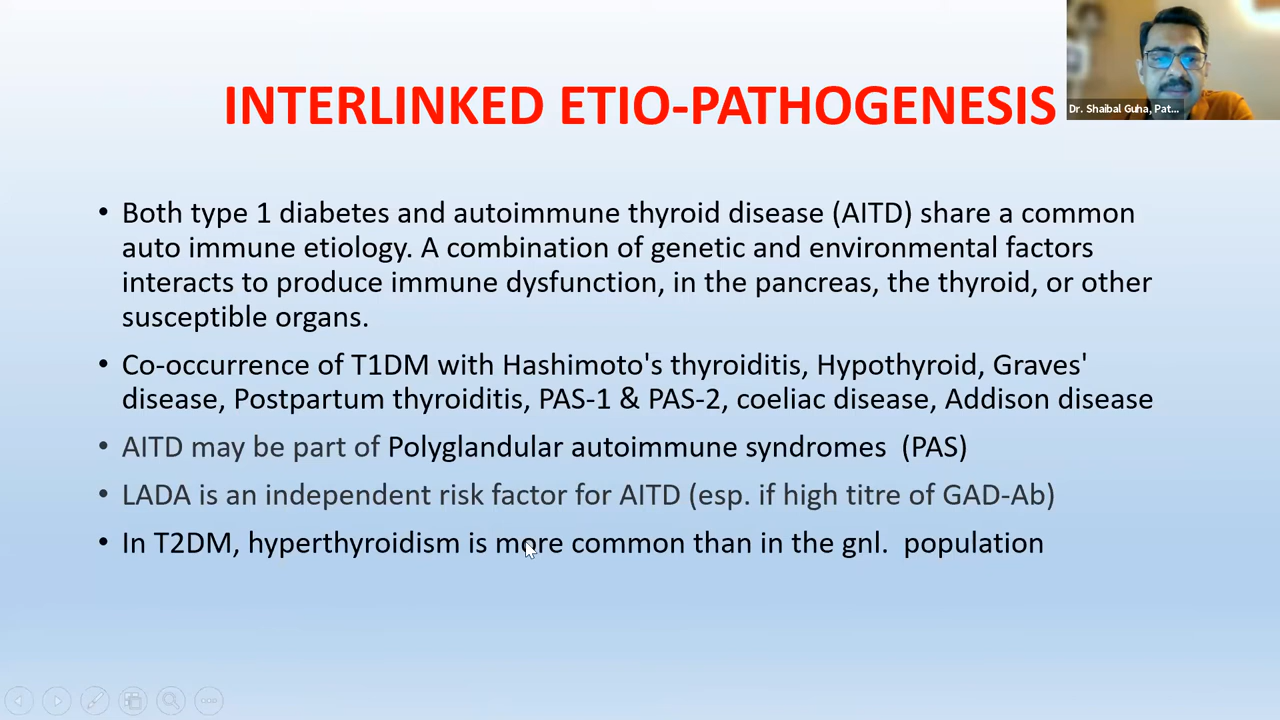 INTERLINKED ETIO-PATHOGENESIS
Dr. Shaibal Guha, Pat...
• Both type 1 diabetes and autoimmune thyroid disease (AITD) share a common
auto immune etiology. A combination of genetic and environmental factors
interacts to produce immune dysfunction, in the pancreas, the thyroid, or other
susceptible organs.
• Co-occurrence of T1DM with Hashimoto's thyroiditis, Hypothyroid, Graves'
disease, Postpartum thyroiditis, PAS-1 & PAS-2, coeliac disease, Addison disease
• AITD may be part of Polyglandular autoimmune syndromes (PAS)
• LADA is an independent risk factor for AITD (esp. if high titre of GAD-Ab)
• In T2DM, hyperthyroidism is more common than in the gnl. population